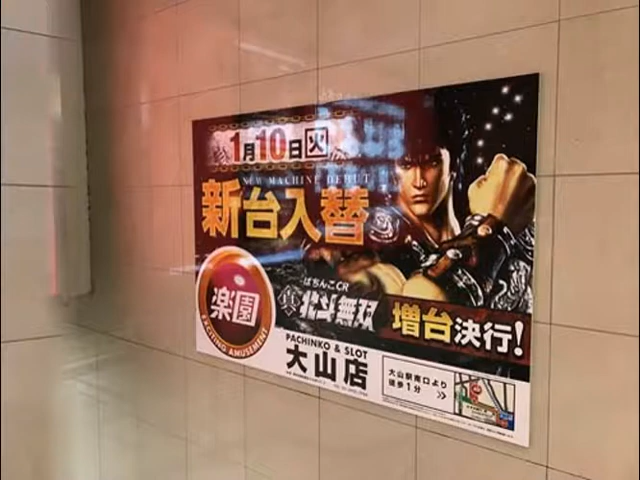 1月10日火
NEW MACHINE DEBUT
新台入替
楽園
EXCITING AMUSEMENT
ぱちんこCR
真北斗無双
増台決行!
PACHINKO & SLOT
大山店
大山駅南口より
徒歩1分